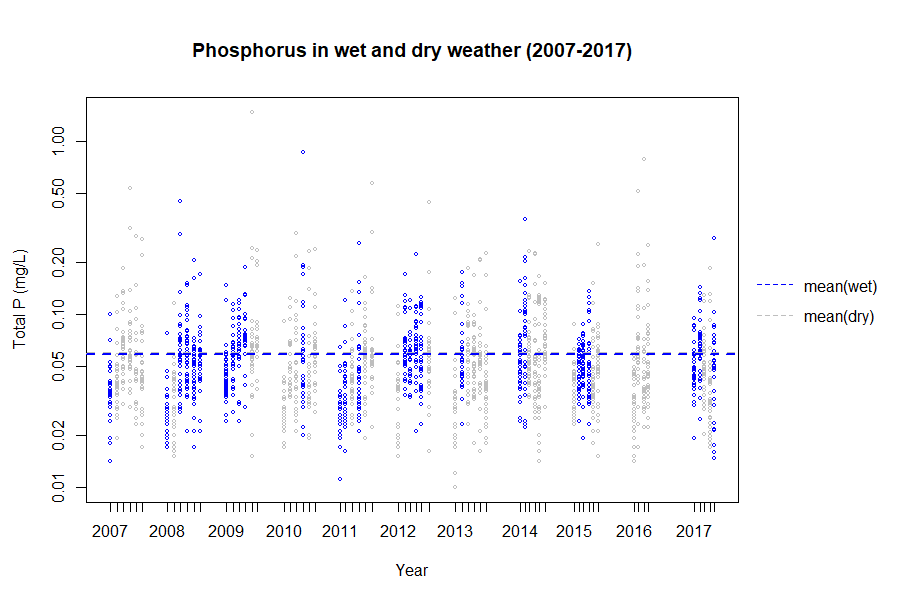 Phosphorus in wet and dry weather (2007-2017)
Total P (mg/L)
1.00
0.50
0.20
0.10
0.05
0.02
0.01
mean(wet)
mean(dry)
2007 2008 2009 2010 2011 2012 2013 2014 2015 2016 2017
Year